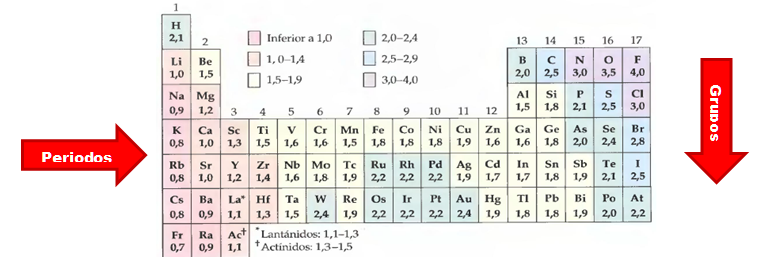 1
H
2,1
2
Inferior a 1,0
1,0–1,4
1,5–1,9
2,0–2,4
2,5–2,9
3,0–4,0
13 14 15 16 17
Li Be B C N O F
1,0 1,5 2,0 2,5 3,0 3,5 4,0
Na Mg Al Si P S Cl
0,9 1,2 1,5 1,8 2,1 2,5 3,0
3 4 5 6 7 8 9 10 11 12
K Ca Sc Ti V Cr Mn Fe Co Ni Cu Zn Ga Ge As Se Br
0,8 1,0 1,3 1,5 1,6 1,6 1,5 1,8 1,8 1,8 1,9 1,6 1,6 1,8 2,0 2,4 2,8
Rb Sr Y Zr Nb Mo Tc Ru Rh Pd Ag Cd In Sn Sb Te I
0,8 1,0 1,2 1,4 1,6 1,8 1,9 2,2 2,2 2,2 1,9 1,7 1,7 1,8 1,9 2,1 2,5
Cs Ba La* Hf Ta W Re Os Ir Pt Au Hg Tl Pb Bi Po At
0,8 0,9 1,1 1,3 1,5 2,4 1,9 2,2 2,2 2,2 2,4 1,9 1,8 1,8 1,9 2,0 2,2
Fr Ra Ac†
0,7 0,9 1,1
*Lantánidos: 1,1–1,3
†Actínidos: 1,3–1,5
Periodos
Grupos